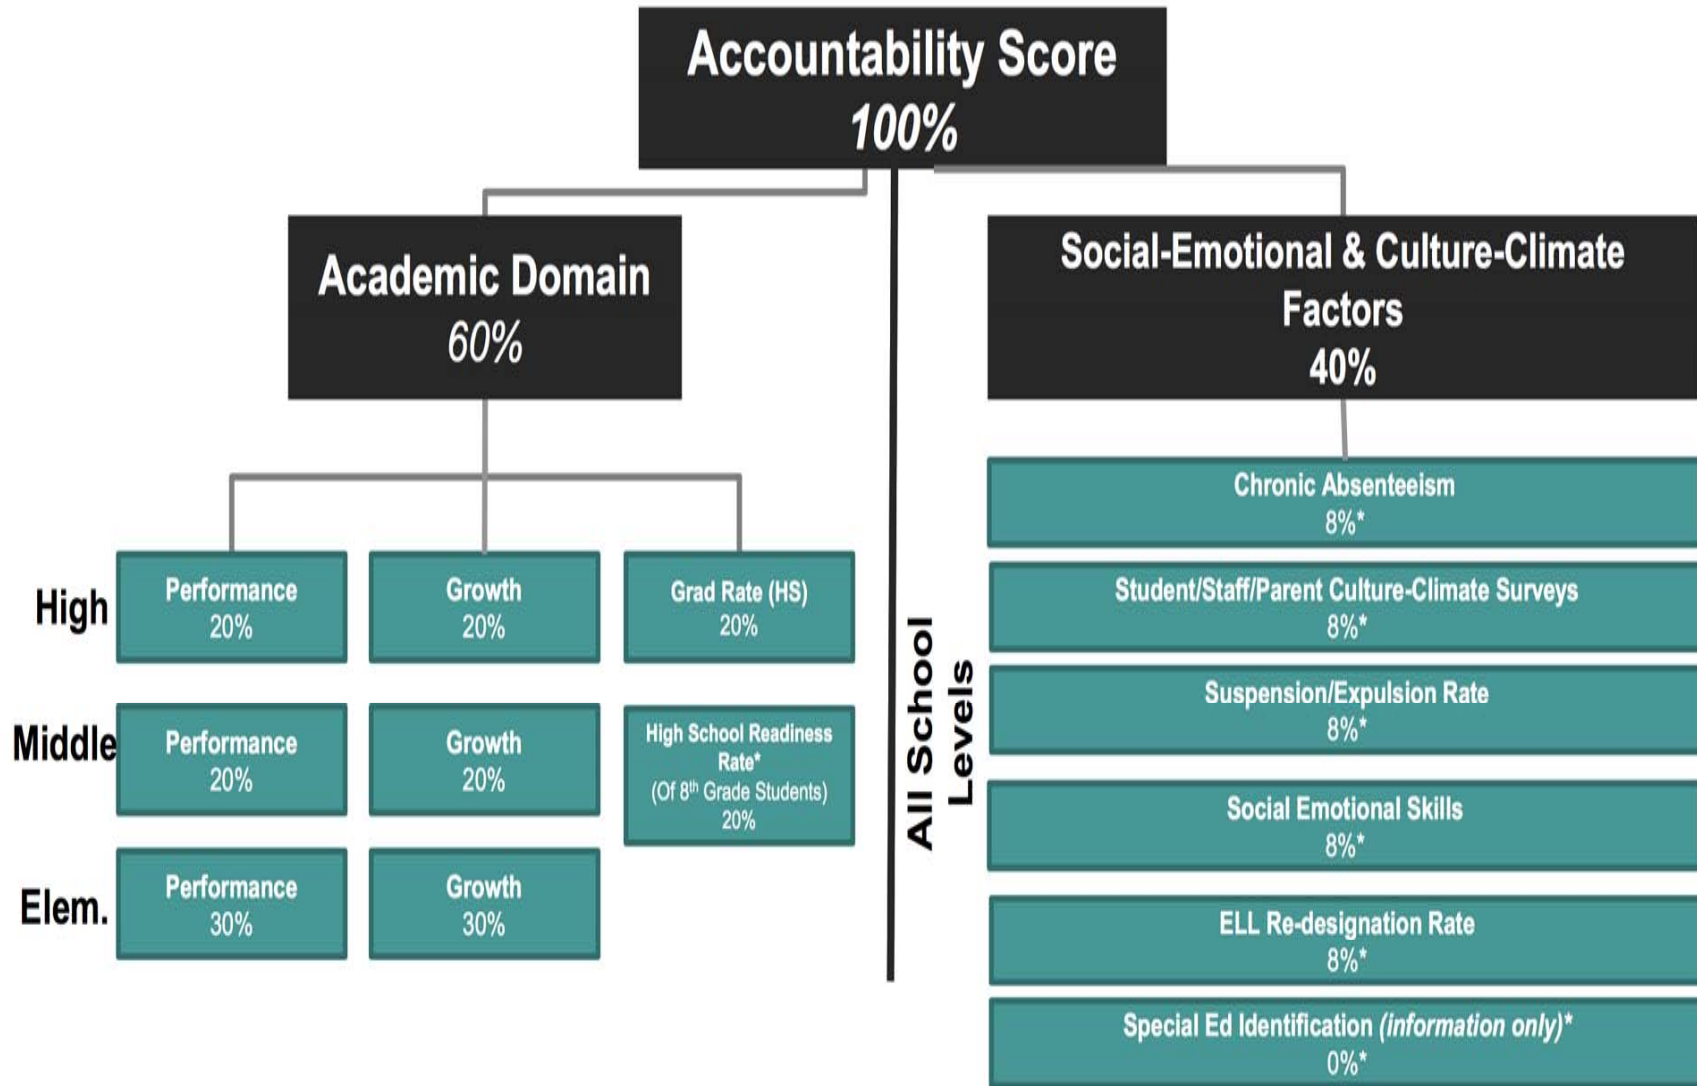 Accountability Score
100%
Academic Domain
60%
Social-Emotional & Culture-Climate
Factors
40%
High
Performance
20%
Growth
20%
Grad Rate (HS)
20%
Middle
Performance
20%
Growth
20%
High School Readiness
Rate*
(Of 8th Grade Students)
20%
Elem.
Performance
30%
Growth
30%
All School
Levels
Chronic Absenteeism
8%*
Student/Staff/Parent Culture-Climate Surveys
8%*
Suspension/Expulsion Rate
8%*
Social Emotional Skills
8%*
ELL Re-designation Rate
8%*
Special Ed Identification (information only)*
0%*